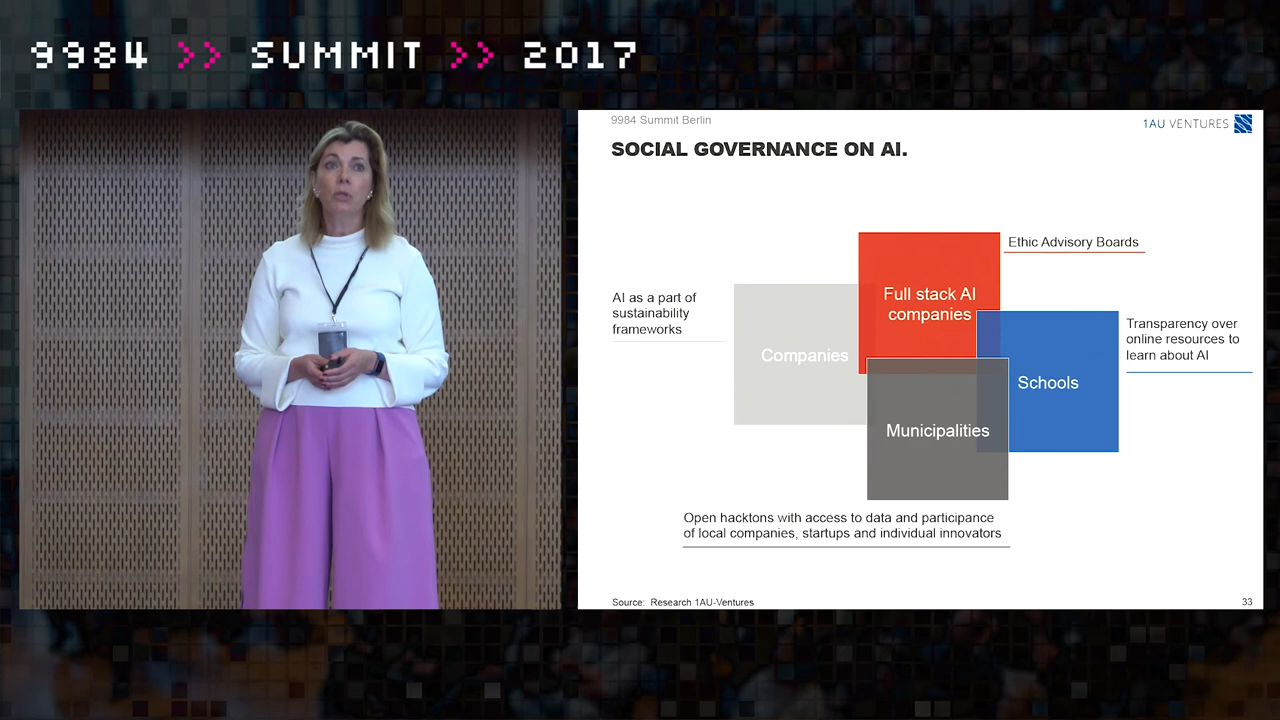 9984 >> SUMMIT >> 2017
9984 Summit Berlin
1AU VENTURES
SOCIAL GOVERNANCE ON AI.
Ethic Advisory Boards
Full stack AI
companies
AI as a part of
sustainability
frameworks
Companies
Transparency over
online resources to
learn about AI
Schools
Municipalities
Open hacktons with access to data and participance
of local companies, startups and individual innovators
Source: Research 1AU-Ventures
33